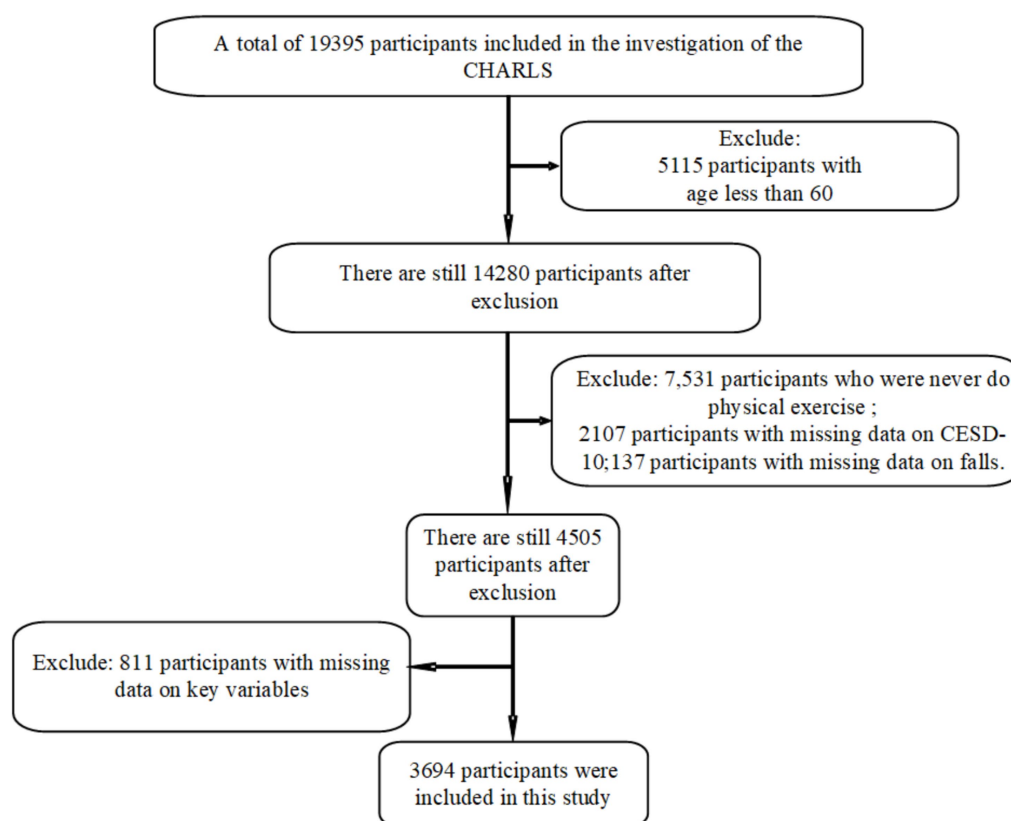 A total of 19395 participants included in the investigation of the
CHARLS
Exclude:
5115 participants with
age less than 60
There are still 14280 participants after
exclusion
Exclude: 7,531 participants who were never do
physical exercise ;
2107 participants with missing data on CESD-
10;137 participants with missing data on falls.
There are still 4505
participants after
exclusion
Exclude: 811 participants with missing
data on key variables
3694 participants were
included in this study